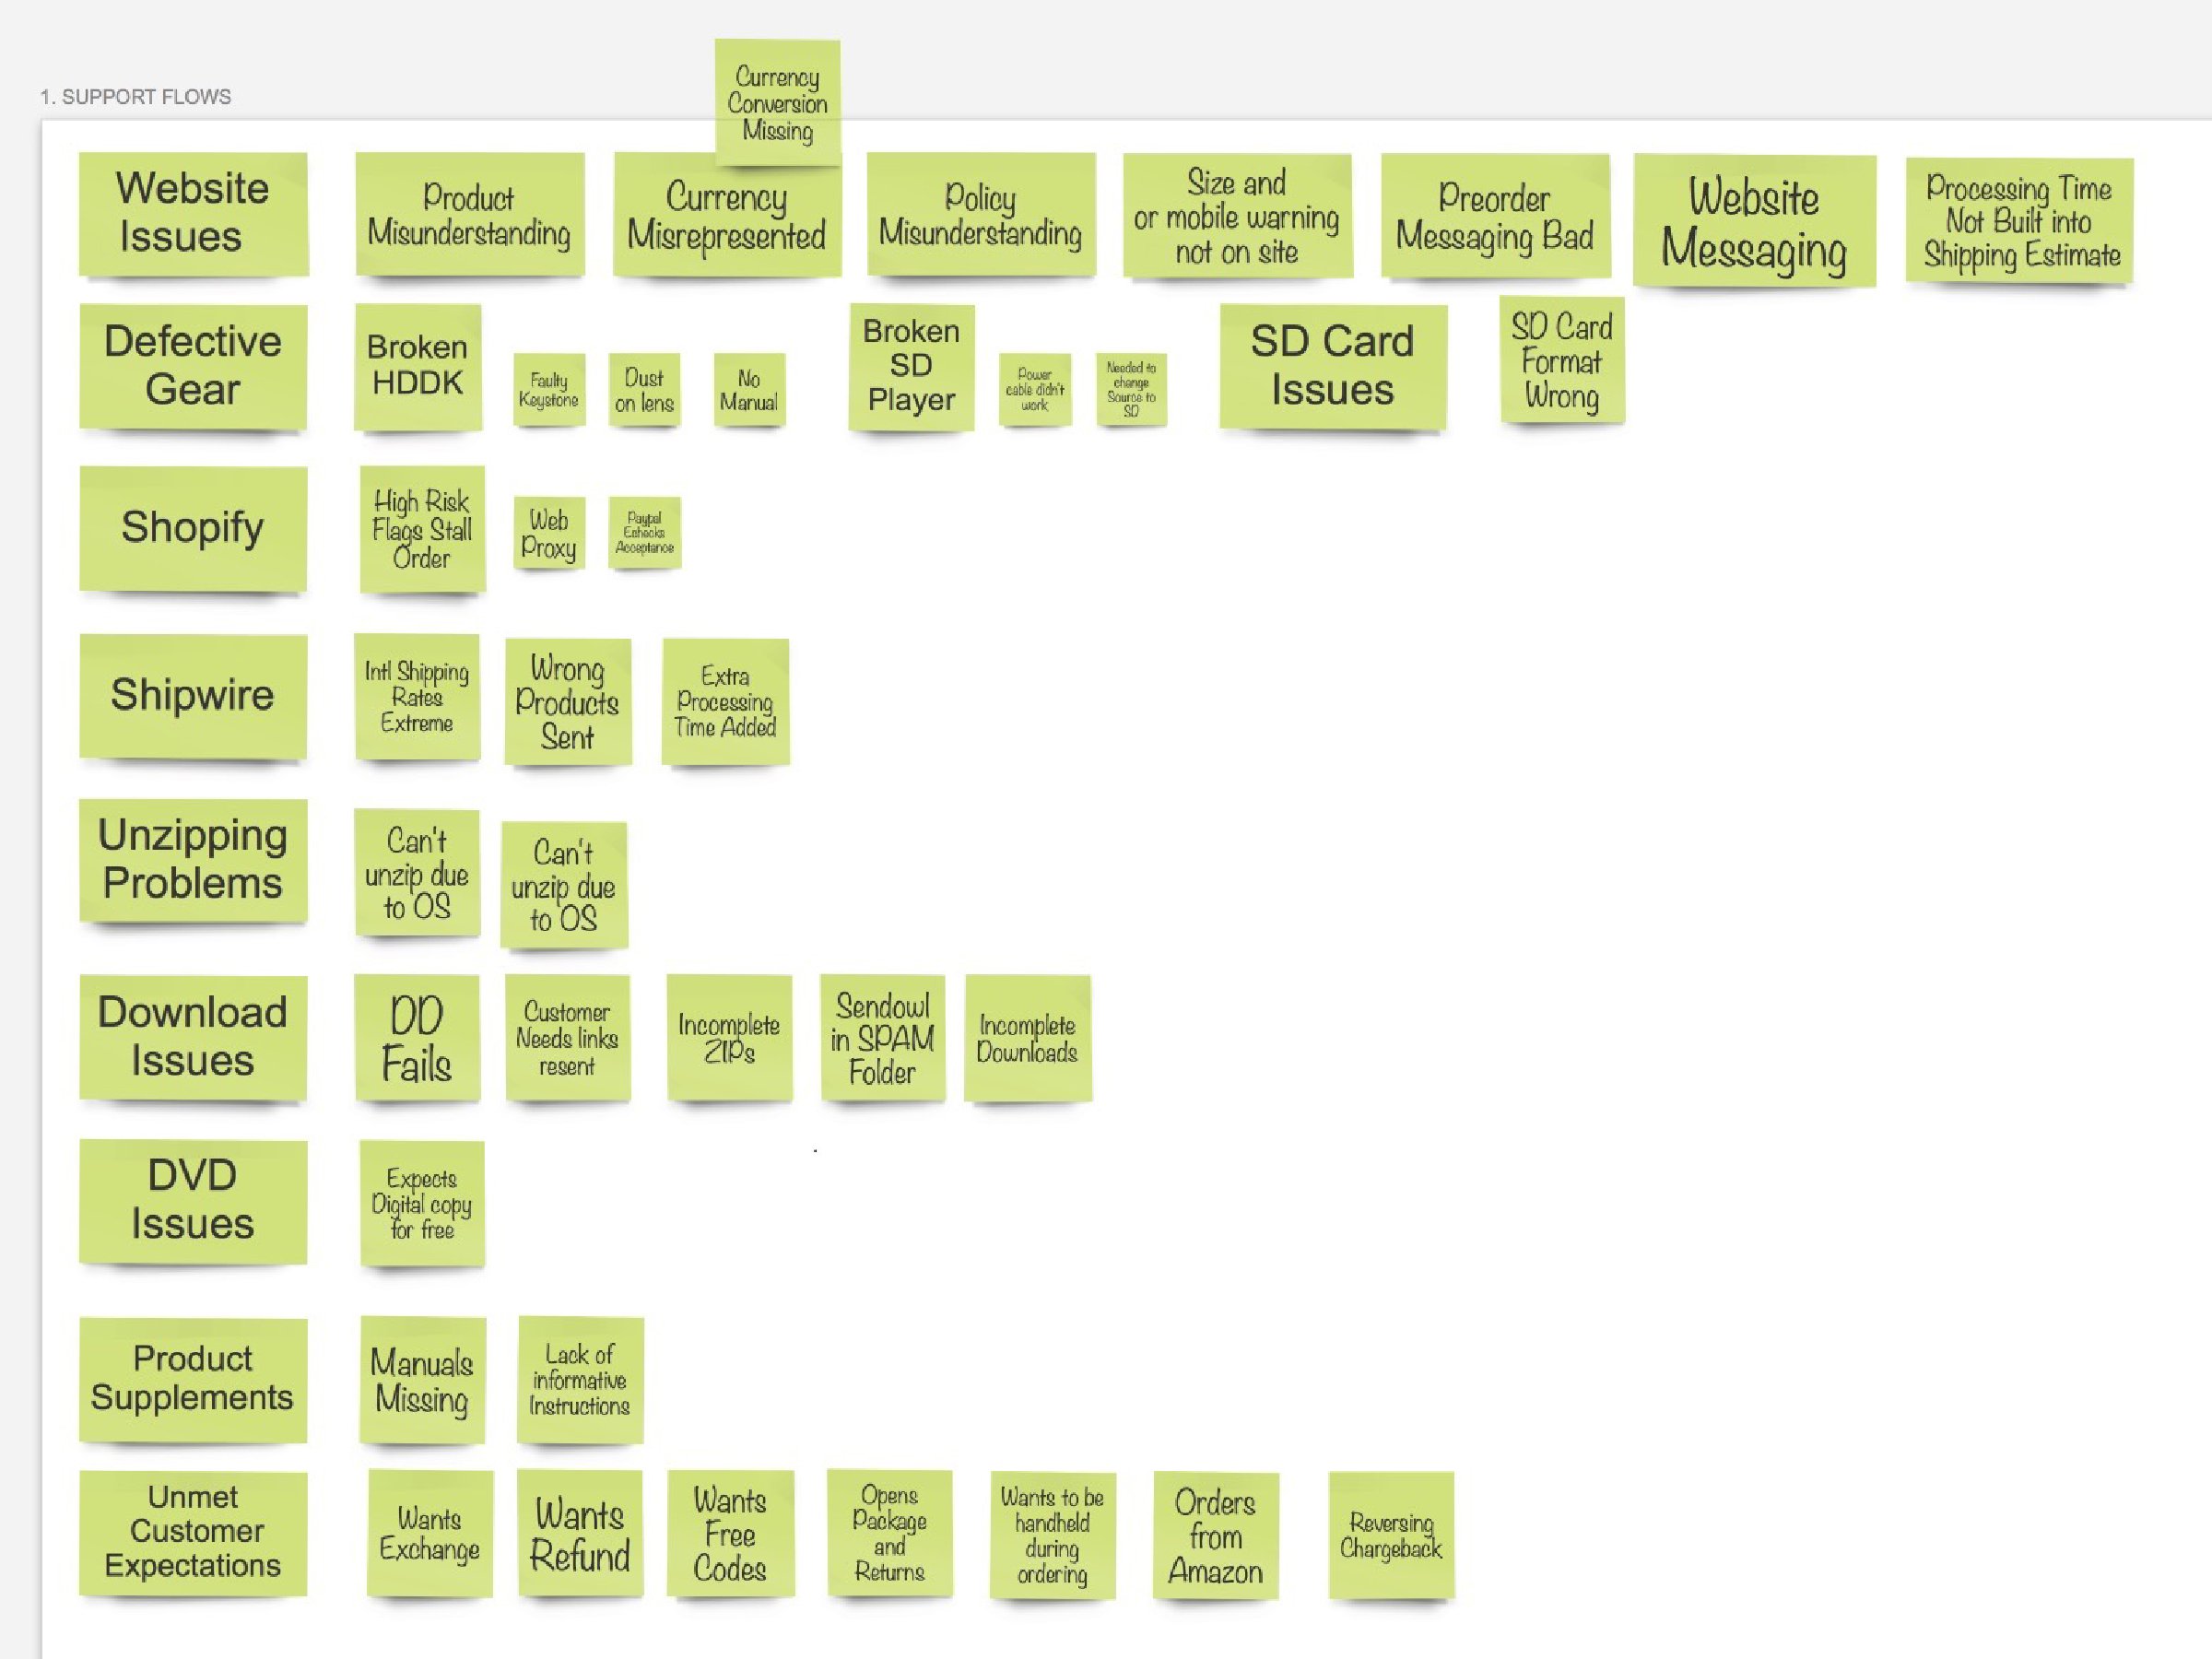 1. SUPPORT FLOWS
Currency
Conversion
Missing
Website
Issues
Product
Misunderstanding
Currency
Misrepresented
Policy
Misunderstanding
Size and
or mobile warning
not on site
Preorder
Messaging Bad
Website
Messaging
Processing Time
Not Built into
Shipping Estimate
Defective
Gear
Broken
HDDK
Faulty
Keystone
Dust
on lens
No
Manual
Broken
SD
Player
Power
cable didn't
work
Needed to
change
Source to
SD
SD Card
Issues
SD Card
Format
Wrong
Shopify
High Risk
Flags Stall
Order
Web
Proxy
Paypal
Echecks
Acceptance
Shipwire
Intl Shipping
Rates
Extreme
Wrong
Products
Sent
Extra
Processing
Time Added
Unzipping
Problems
Can't
unzip due
to OS
Can't
unzip due
to OS
Download
Issues
DD
Fails
Customer
Needs links
resent
Incomplete
ZIPs
Sendowl
in SPAM
Folder
Incomplete
Downloads
DVD
Issues
Expects
Digital copy
for free
Product
Supplements
Manuals
Missing
Lack of
informative
Instructions
Unmet
Customer
Expectations
Wants
Exchange
Wants
Refund
Wants
Free
Codes
Opens
Package
and
Returns
Wants to be
handheld
during
ordering
Orders
from
Amazon
Reversing
Chargeback